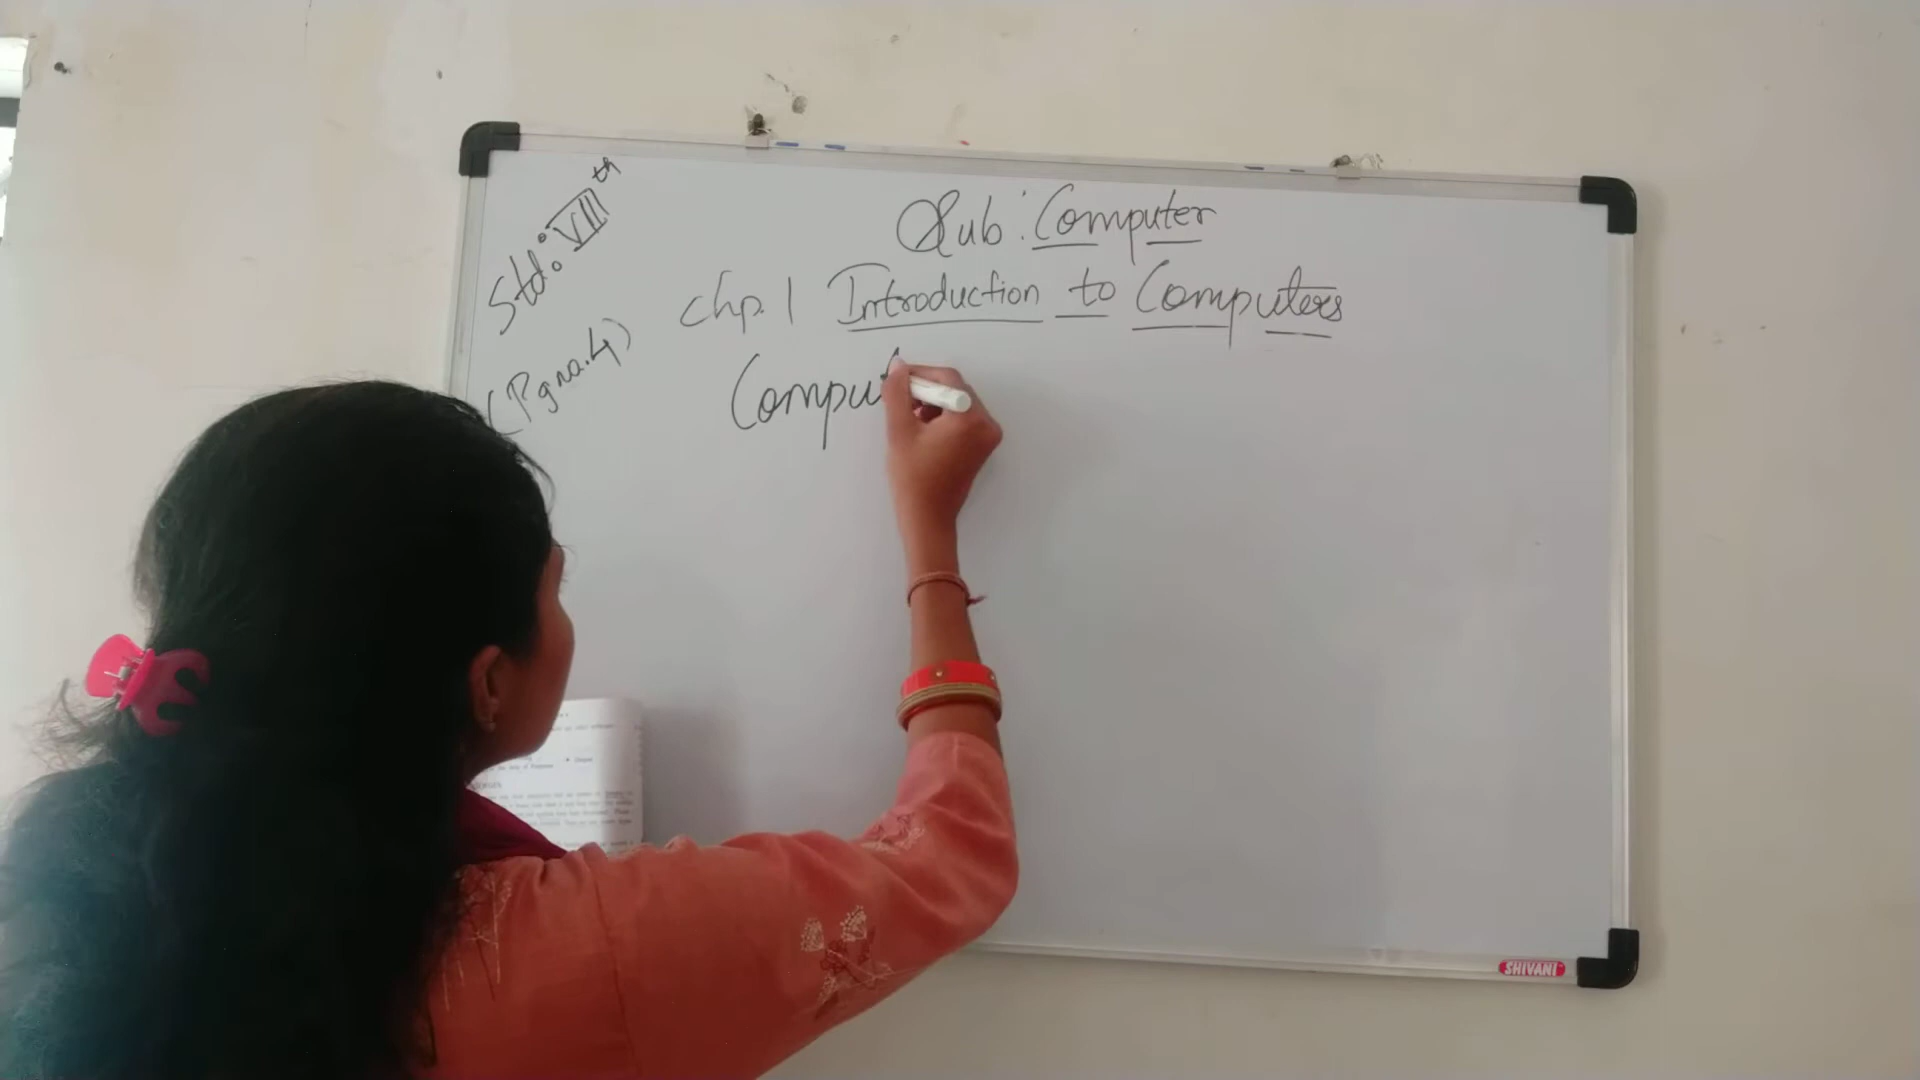 Std: VIIIth
(Pg no. 4)
Sub: Computer
Chp. 1 Introduction to Computers
Comput
SHIVANI